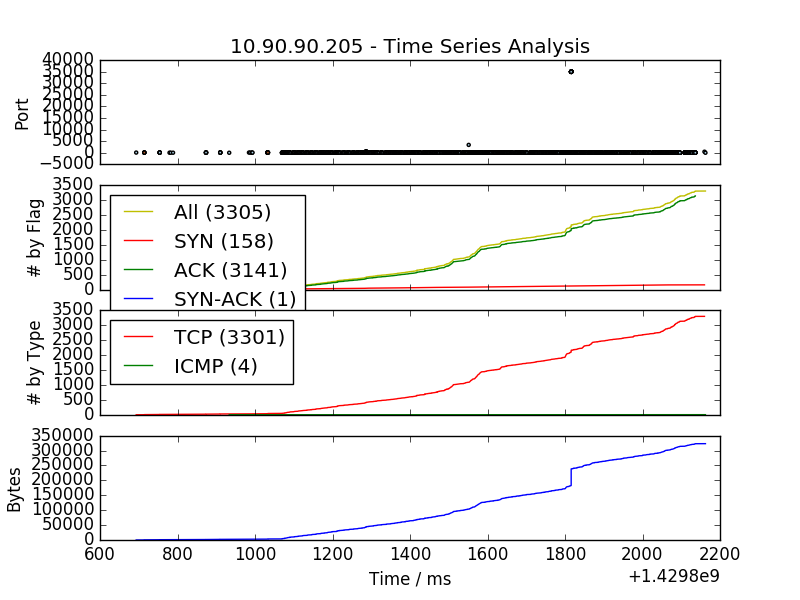 10.90.90.205 - Time Series Analysis
40000
35000
30000
25000
20000
15000
10000
5000
0
−5000
Port
3500
3000
2500
2000
1500
1000
500
0
# by Flag
All (3305)
SYN (158)
ACK (3141)
SYN-ACK (1)
3500
3000
2500
2000
1500
1000
500
0
# by Type
TCP (3301)
ICMP (4)
350000
300000
250000
200000
150000
100000
50000
0
Bytes
600 800 1000 1200 1400 1600 1800 2000 2200
Time / ms
+1.4298e9